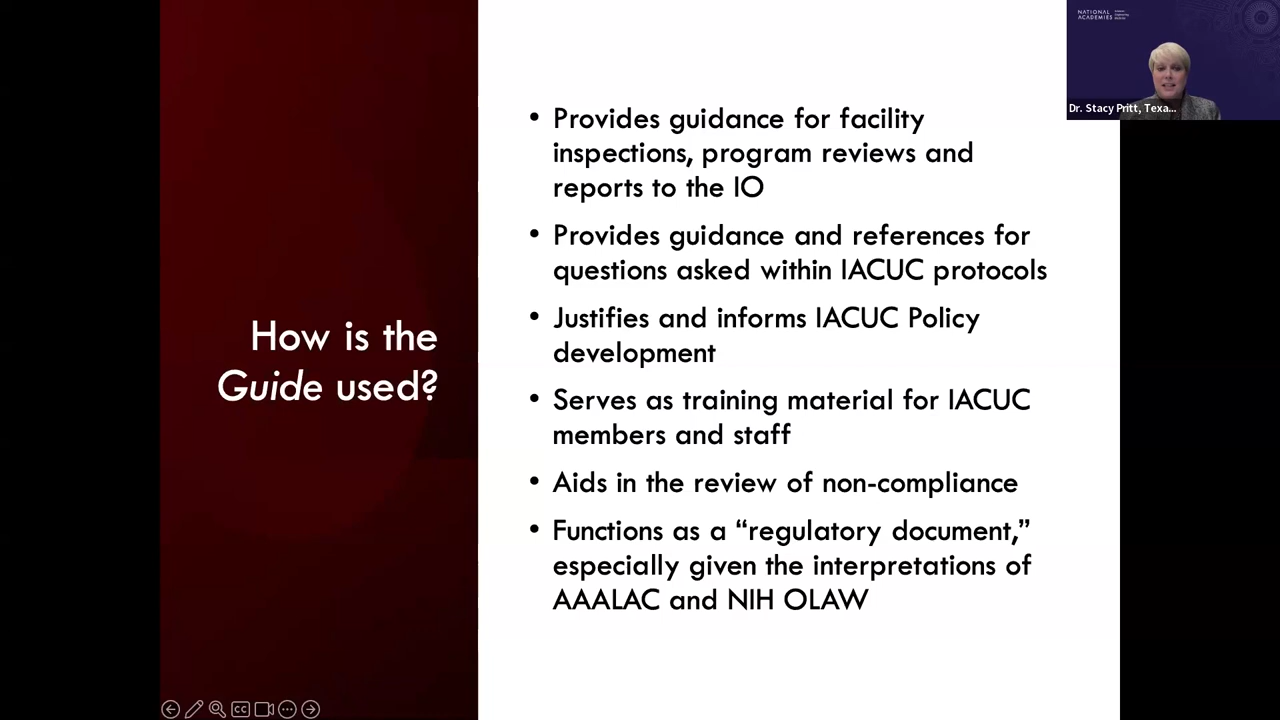 How is the
Guide used?
• Provides guidance for facility
inspections, program reviews and
reports to the IO
• Provides guidance and references for
questions asked within IACUC protocols
• Justifies and informs IACUC Policy
development
• Serves as training material for IACUC
members and staff
• Aids in the review of non-compliance
• Functions as a “regulatory document,”
especially given the interpretations of
AAALAC and NIH OLAW
NATIONAL
ACADEMIES
Dr. Stacy Pritt, Texa...
CC